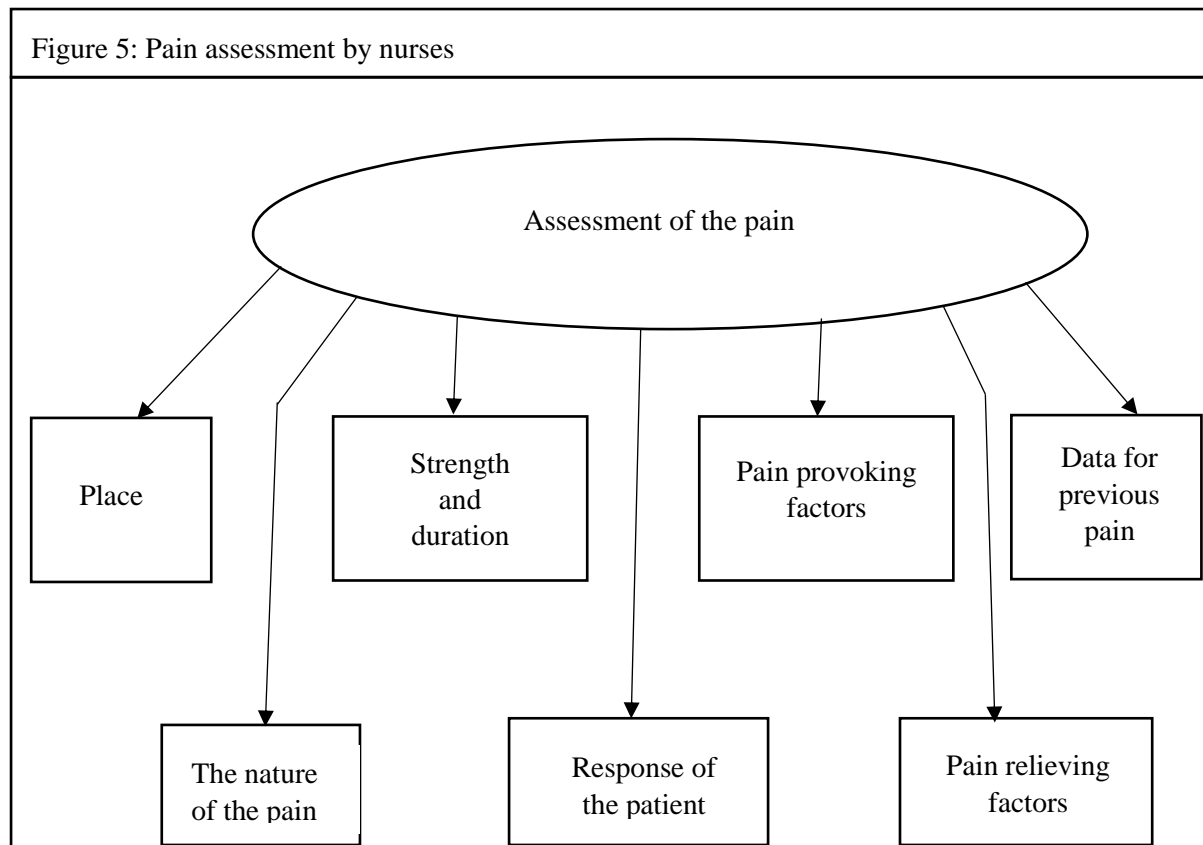 Figure 5: Pain assessment by nurses
Assessment of the pain
Place
Strength
and
duration
Pain provoking
factors
Data for
previous
pain
The nature
of the pain
Response of
the patient
Pain relieving
factors